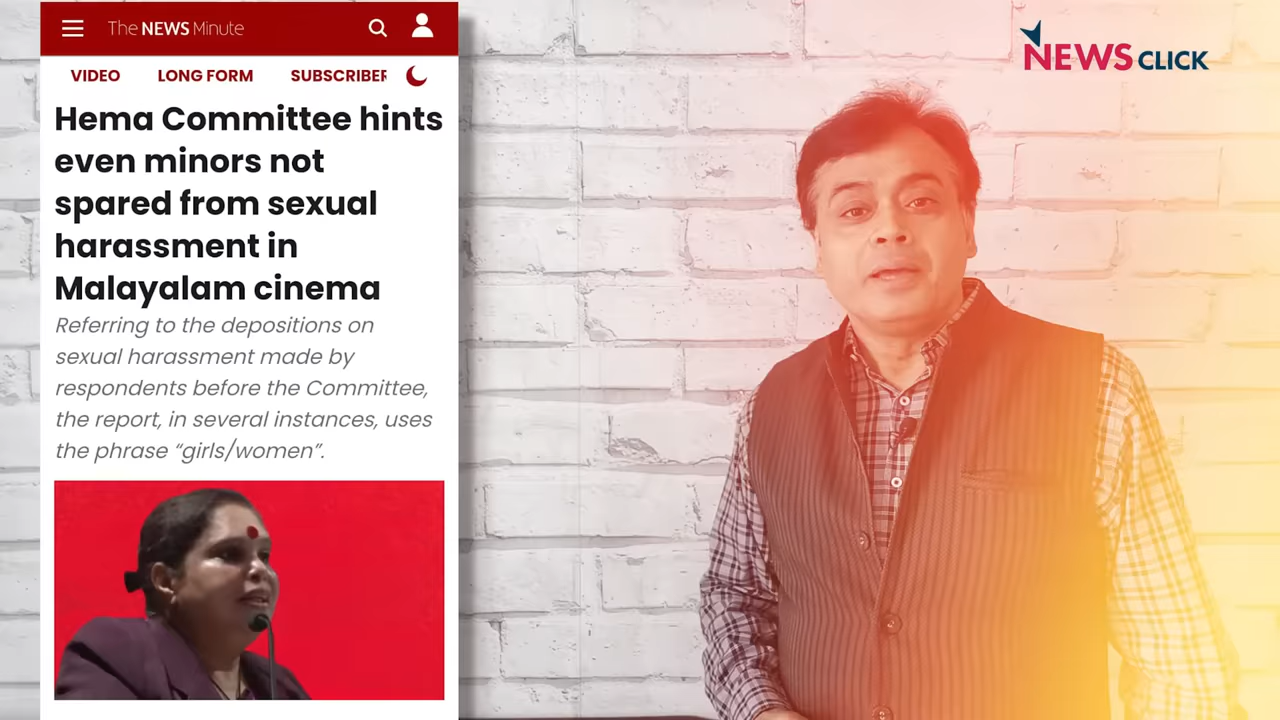 The NEWS Minute
VIDEO LONG FORM SUBSCRIBER
Hema Committee hints
even minors not
spared from sexual
harassment in
Malayalam cinema
Referring to the depositions on
sexual harassment made by
respondents before the Committee,
the report, in several instances, uses
the phrase “girls/women”.
NEWS CLICK